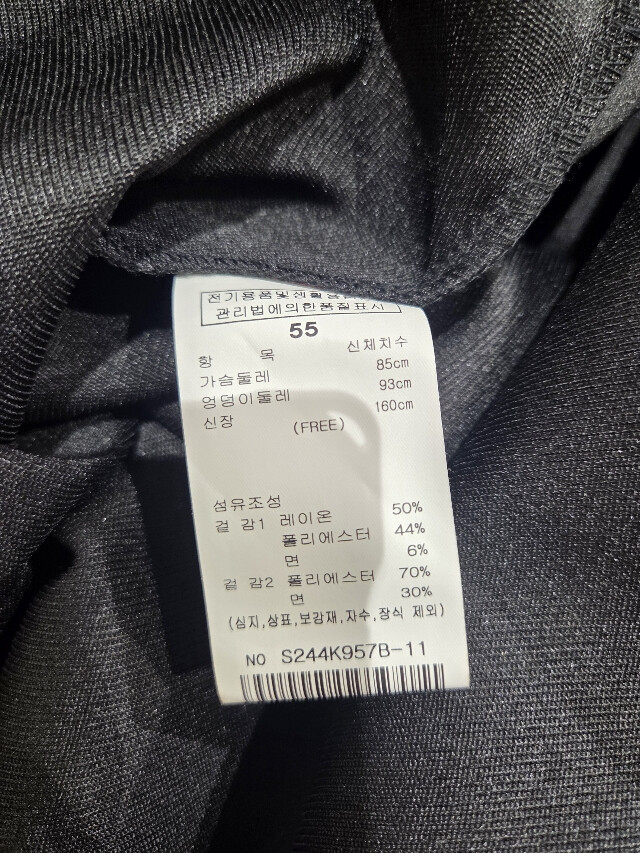 전기용품및생활용품
관리법에의한품질표시
55
항 목 신체치수
가슴둘레 85cm
엉덩이둘레 93cm
신장 160cm
(FREE)
섬유조성
겉 감1 레이온 50%
폴리에스터 44%
면 6%
겉 감2 폴리에스터 70%
면 30%
(심지,상표,보강재,자수,장식 제외)
NO S244K957B-11